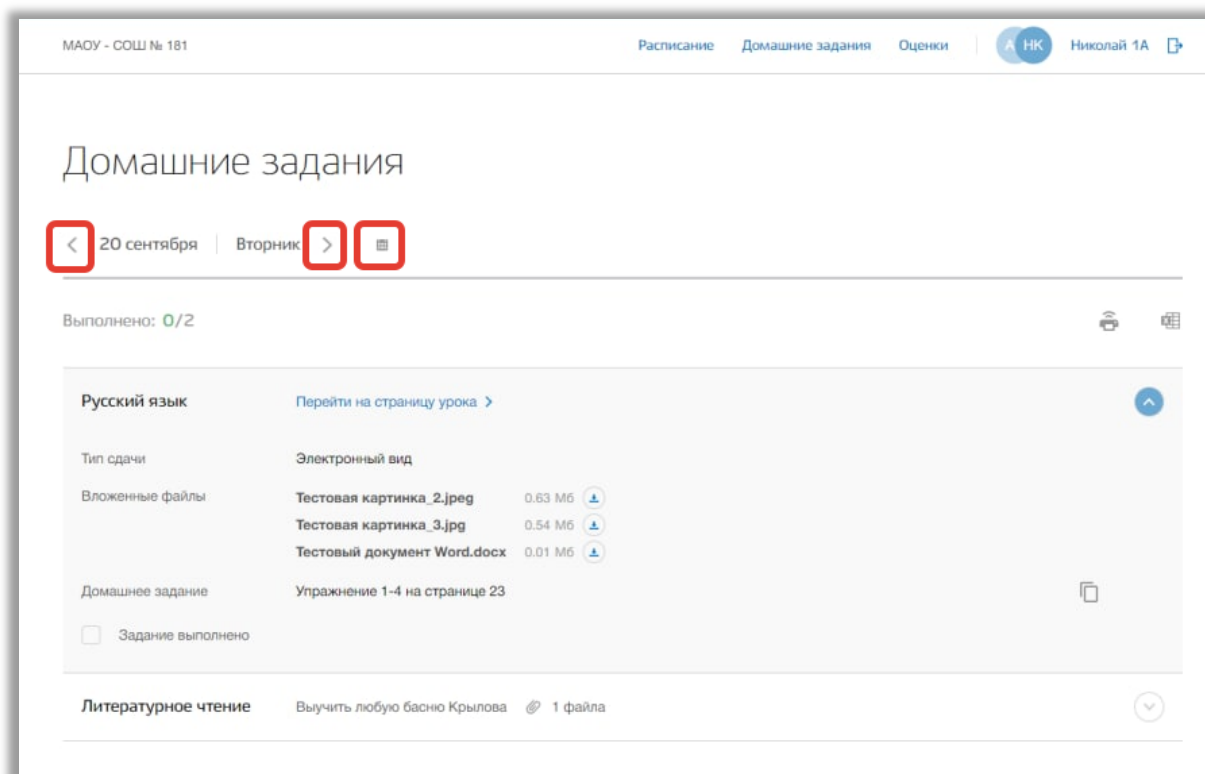 МАОУ - СОШ № 181 Расписание Домашние задания Оценки А НК Николай 1А
Домашние задания
20 сентября Вторник
Выполнено: 0/2
Русский язык Перейти на страницу урока
Тип сдачи Электронный вид
Вложенные файлы Тестовая картинка_2.jpeg 0.63 Мб
Тестовая картинка_3.jpg 0.54 Мб
Тестовый документ Word.docx 0.01 Мб
Домашнее задание Упражнение 1-4 на странице 23
Задание выполнено
Литературное чтение Выучить любую басню Крылова 1 файла